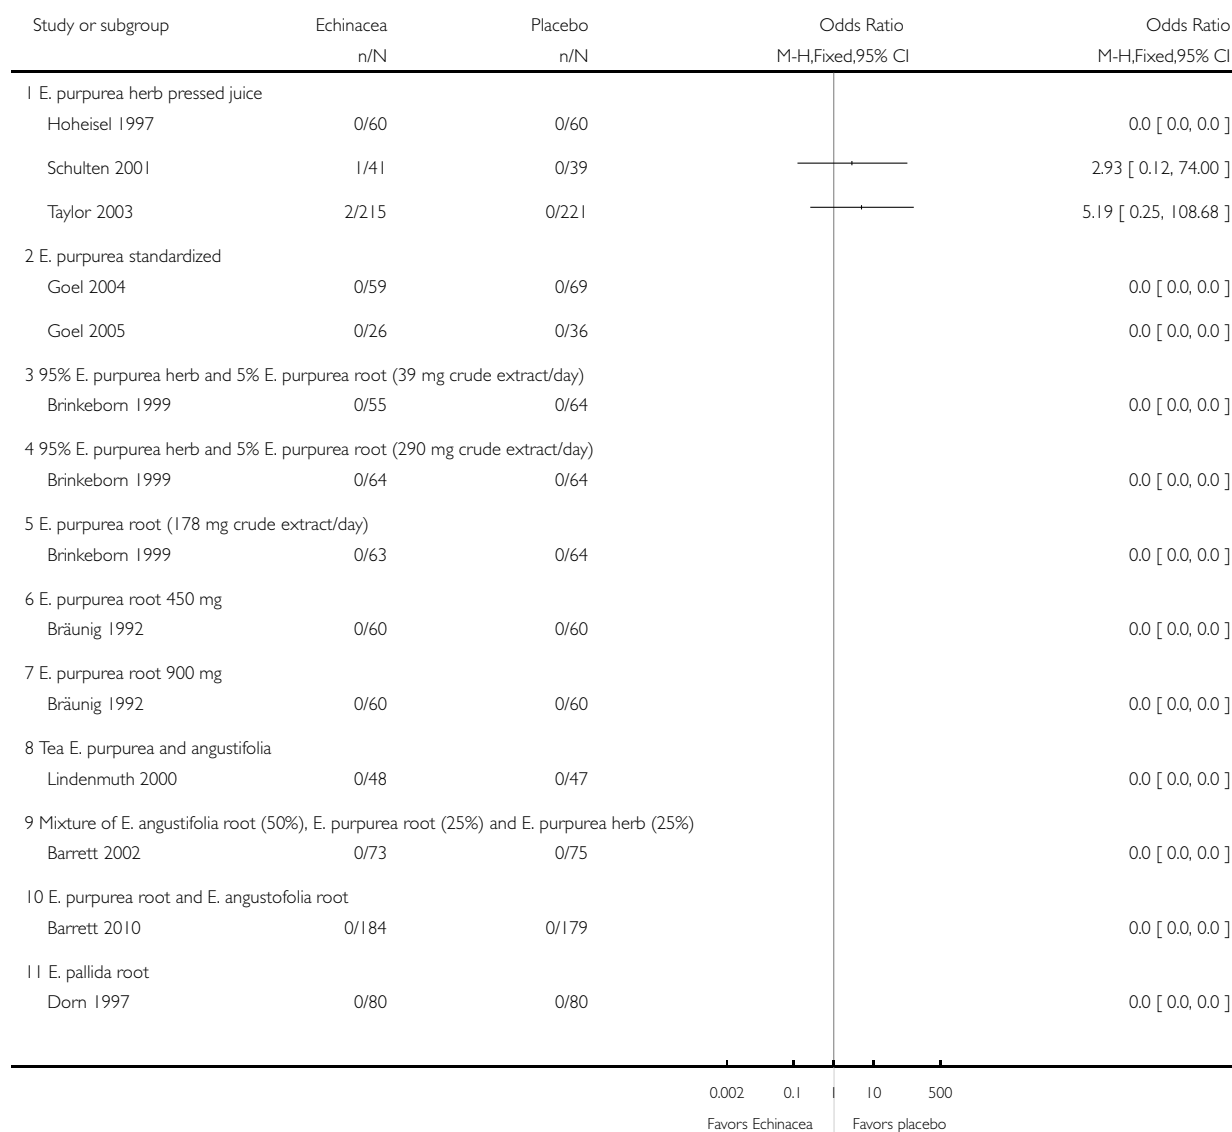 Study or subgroup Echinacea Placebo Odds Ratio Odds Ratio
n/N n/N M-H,Fixed,95% CI M-H,Fixed,95% CI
1 E. purpurea herb pressed juice
Hoheisel 1997 0/60 0/60 0.0 [ 0.0, 0.0 ]
Schulten 2001 1/41 0/39 2.93 [ 0.12, 74.00 ]
Taylor 2003 2/215 0/221 5.19 [ 0.25, 108.68 ]
2 E. purpurea standardized
Goel 2004 0/59 0/69 0.0 [ 0.0, 0.0 ]
Goel 2005 0/26 0/36 0.0 [ 0.0, 0.0 ]
3 95% E. purpurea herb and 5% E. purpurea root (39 mg crude extract/day)
Brinkeborn 1999 0/55 0/64 0.0 [ 0.0, 0.0 ]
4 95% E. purpurea herb and 5% E. purpurea root (290 mg crude extract/day)
Brinkeborn 1999 0/64 0/64 0.0 [ 0.0, 0.0 ]
5 E. purpurea root (178 mg crude extract/day)
Brinkeborn 1999 0/63 0/64 0.0 [ 0.0, 0.0 ]
6 E. purpurea root 450 mg
Bräunig 1992 0/60 0/60 0.0 [ 0.0, 0.0 ]
7 E. purpurea root 900 mg
Bräunig 1992 0/60 0/60 0.0 [ 0.0, 0.0 ]
8 Tea E. purpurea and angustifolia
Lindenmuth 2000 0/48 0/47 0.0 [ 0.0, 0.0 ]
9 Mixture of E. angustifolia root (50%), E. purpurea root (25%) and E. purpurea herb (25%)
Barrett 2002 0/73 0/75 0.0 [ 0.0, 0.0 ]
10 E. purpurea root and E. angustofolia root
Barrett 2010 0/184 0/179 0.0 [ 0.0, 0.0 ]
11 E. pallida root
Dorn 1997 0/80 0/80 0.0 [ 0.0, 0.0 ]
0.002 0.1 1 10 500
Favors Echinacea Favors placebo